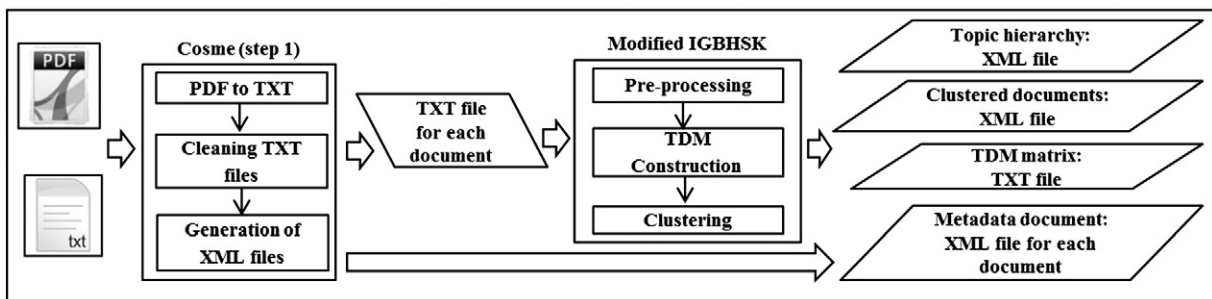 PDF
txt
Cosme (step 1)
PDF to TXT
Cleaning TXT
files
Generation of
XML files
TXT file
for each
document
Modified IGBHSK
Pre-processing
TDM
Construction
Clustering
Topic hierarchy:
XML file
Clustered documents:
XML file
TDM matrix:
TXT file
Metadata document:
XML file for each
document